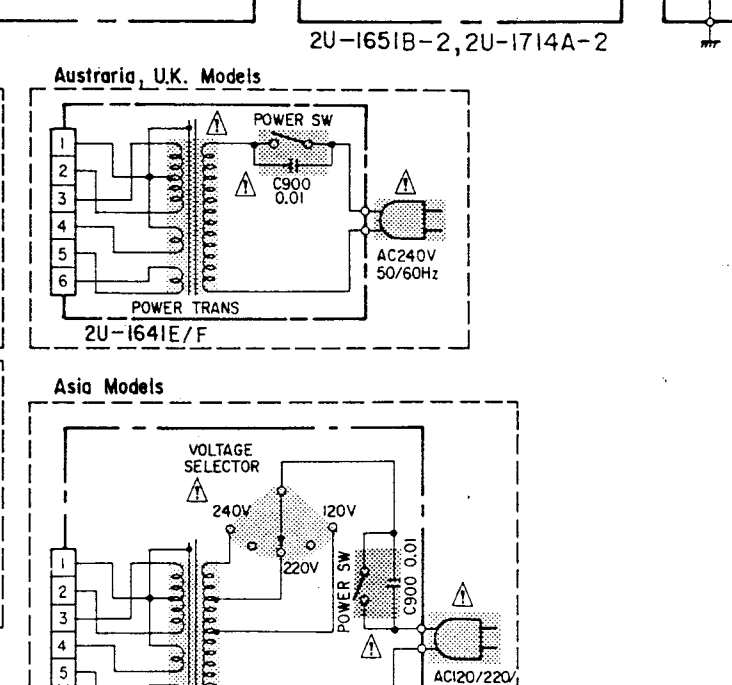 2U-1651B-2, 2U-1714A-2
Austraria, U.K. Models
POWER SW
1
2
3
4
5
6
C900
0.01
AC240V
50/60Hz
POWER TRANS
2U-1641E/F
Asia Models
VOLTAGE
SELECTOR
240V
120V
220V
POWER SW
C900 0.01
1
2
3
4
5
AC120/220/